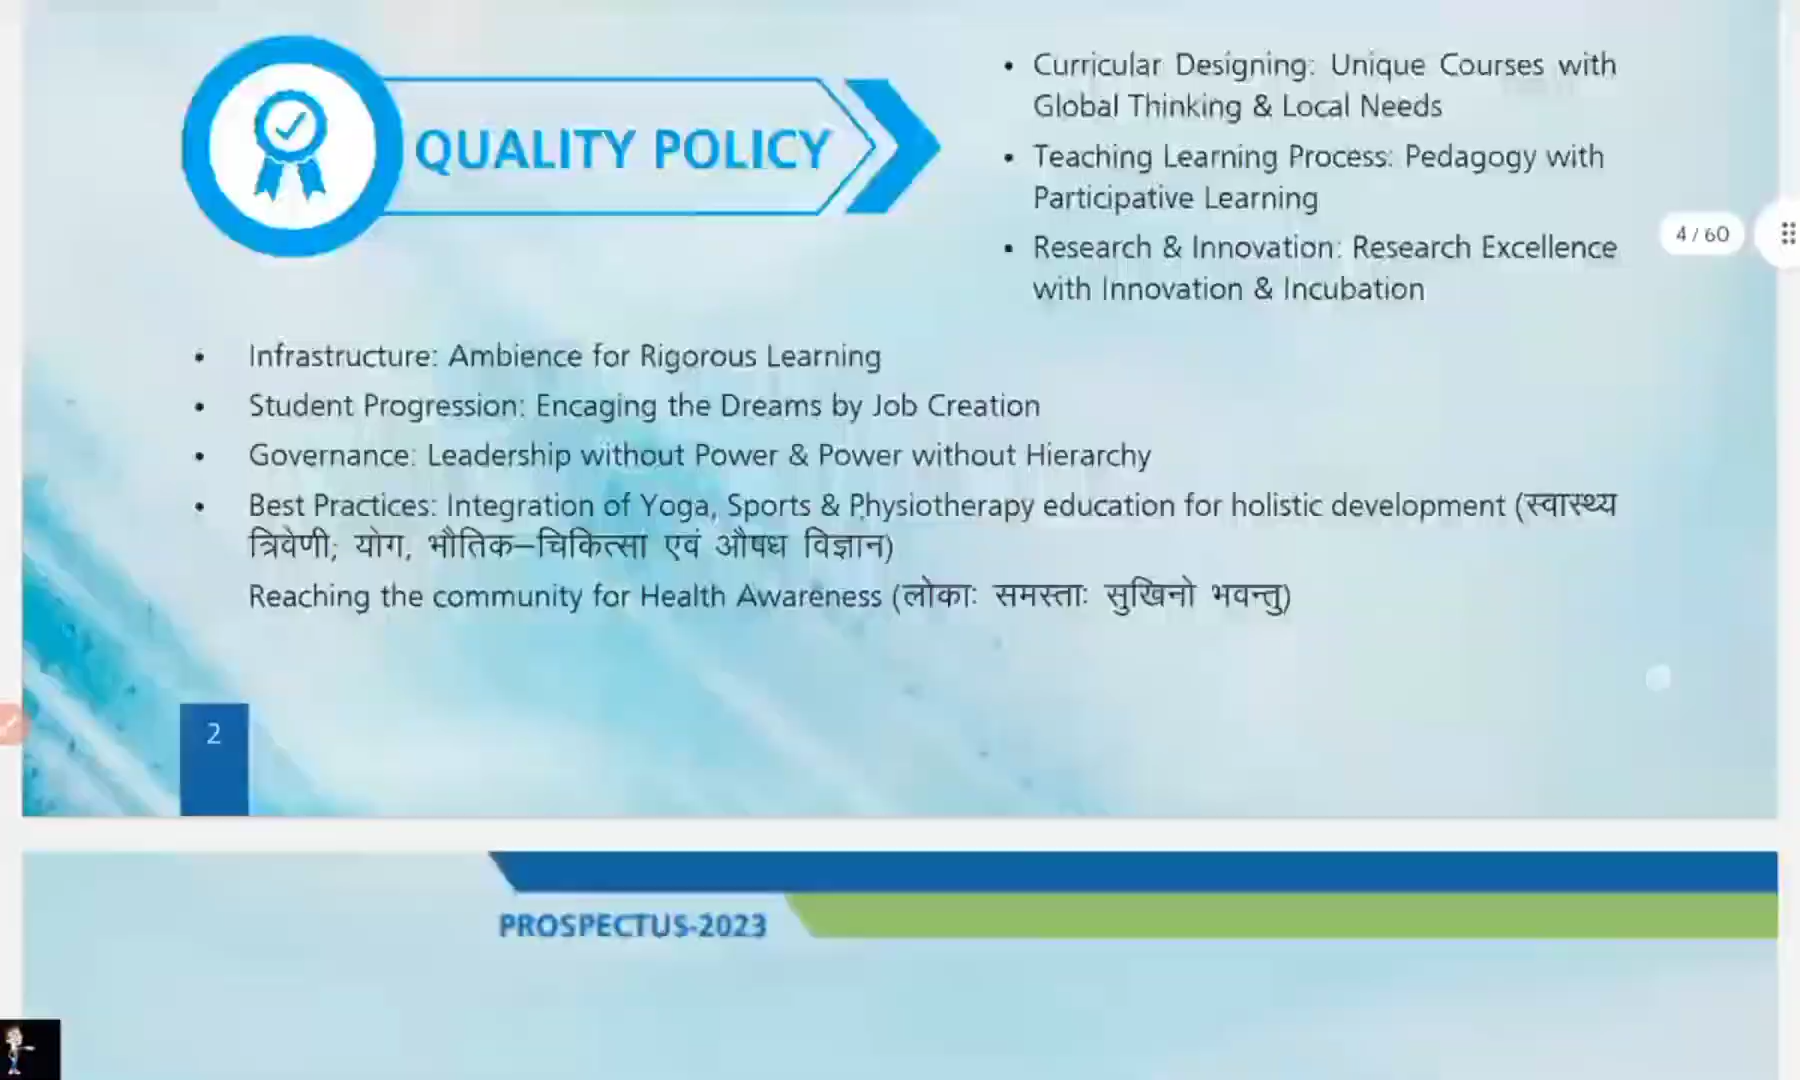 QUALITY POLICY
• Curricular Designing: Unique Courses with
Global Thinking & Local Needs
• Teaching Learning Process: Pedagogy with
Participative Learning
• Research & Innovation: Research Excellence
with Innovation & Incubation
4 / 60
• Infrastructure: Ambience for Rigorous Learning
• Student Progression: Encaging the Dreams by Job Creation
• Governance: Leadership without Power & Power without Hierarchy
• Best Practices: Integration of Yoga, Sports & Physiotherapy education for holistic development (स्वास्थ्य
त्रिवेणी; योग, भौतिक–चिकित्सा एवं औषध विज्ञान)
Reaching the community for Health Awareness (लोकाः समस्ताः सुखिनो भवन्तु)
2
PROSPECTUS-2023